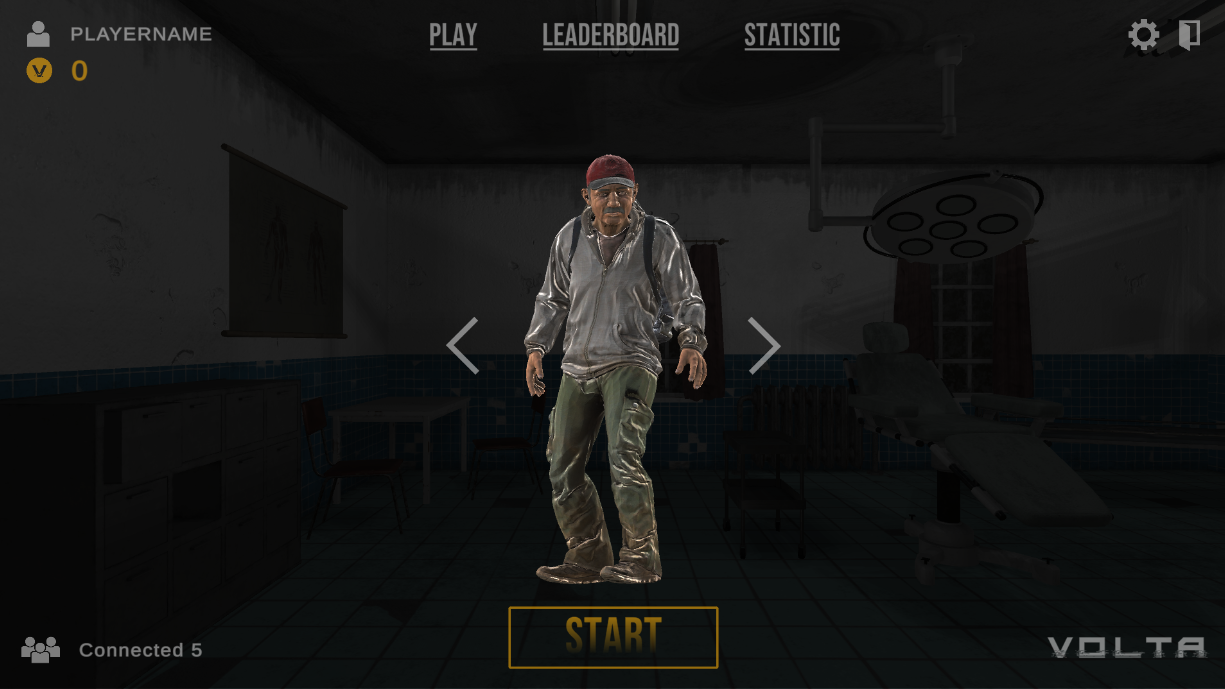 PLAYERNAME
PLAY
LEADERBOARD
STATISTIC
0
START
Connected 5
VOLTA